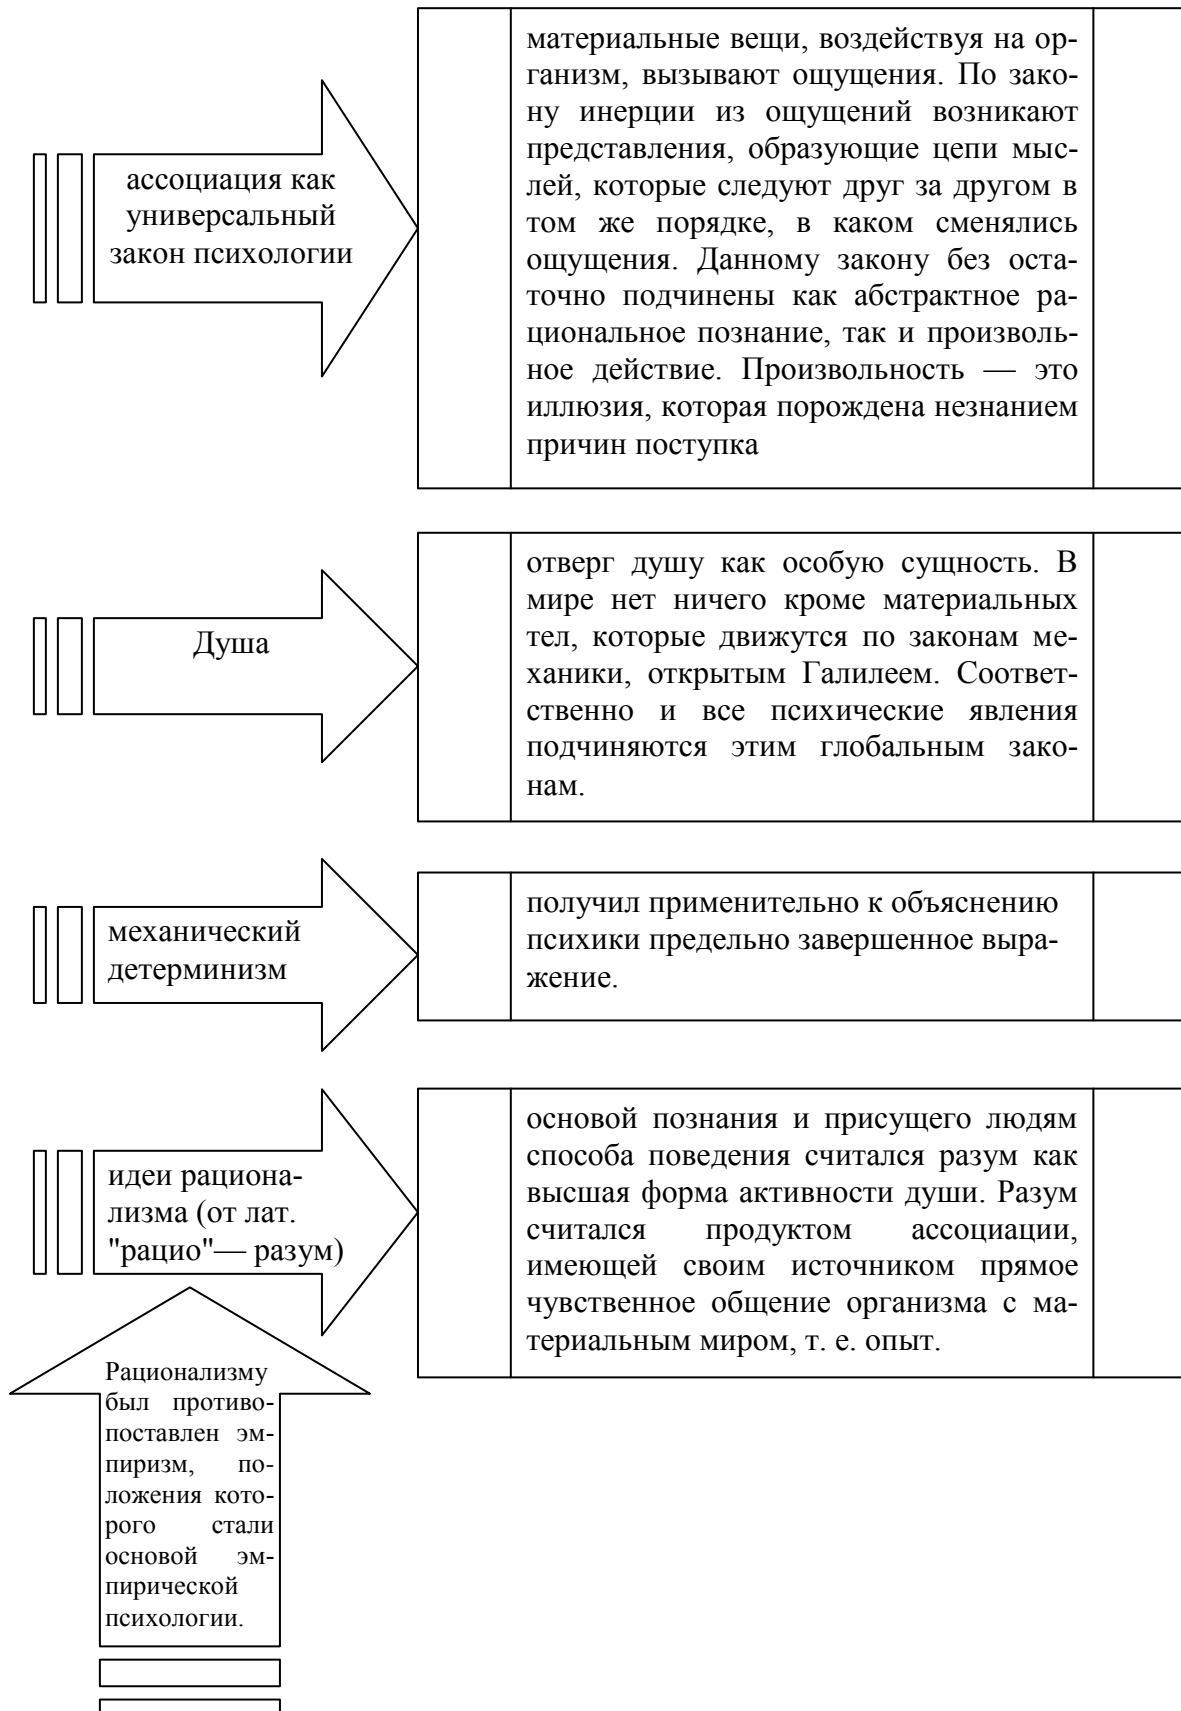 ассоциация как
универсальный
закон психологии
материальные вещи, воздействуя на ор-
ганизм, вызывают ощущения. По зако-
ну инерции из ощущений возникают
представления, образующие цепи мыс-
лей, которые следуют друг за другом в
том же порядке, в каком сменялись
ощущения. Данному закону без оста-
точно подчинены как абстрактное ра-
циональное познание, так и произволь-
ное действие. Произвольность — это
иллюзия, которая порождена незнанием
причин поступка
Душа
отверг душу как особую сущность. В
мире нет ничего кроме материальных
тел, которые движутся по законам ме-
ханики, открытым Галилеем. Соответ-
ственно и все психические явления
подчиняются этим глобальным зако-
нам.
механический
детерминизм
получил применительно к объяснению
психики предельно завершенное выра-
жение.
идеи рациона-
лизма (от лат.
"рацио"— разум)
основой познания и присущего людям
способа поведения считался разум как
высшая форма активности души. Разум
считался продуктом ассоциации,
имеющей своим источником прямое
чувственное общение организма с ма-
териальным миром, т. е. опыт.
Рационализму
был противо-
поставлен эм-
пиризм, по-
ложения кото-
рого стали
основой эм-
пирической
психологии.